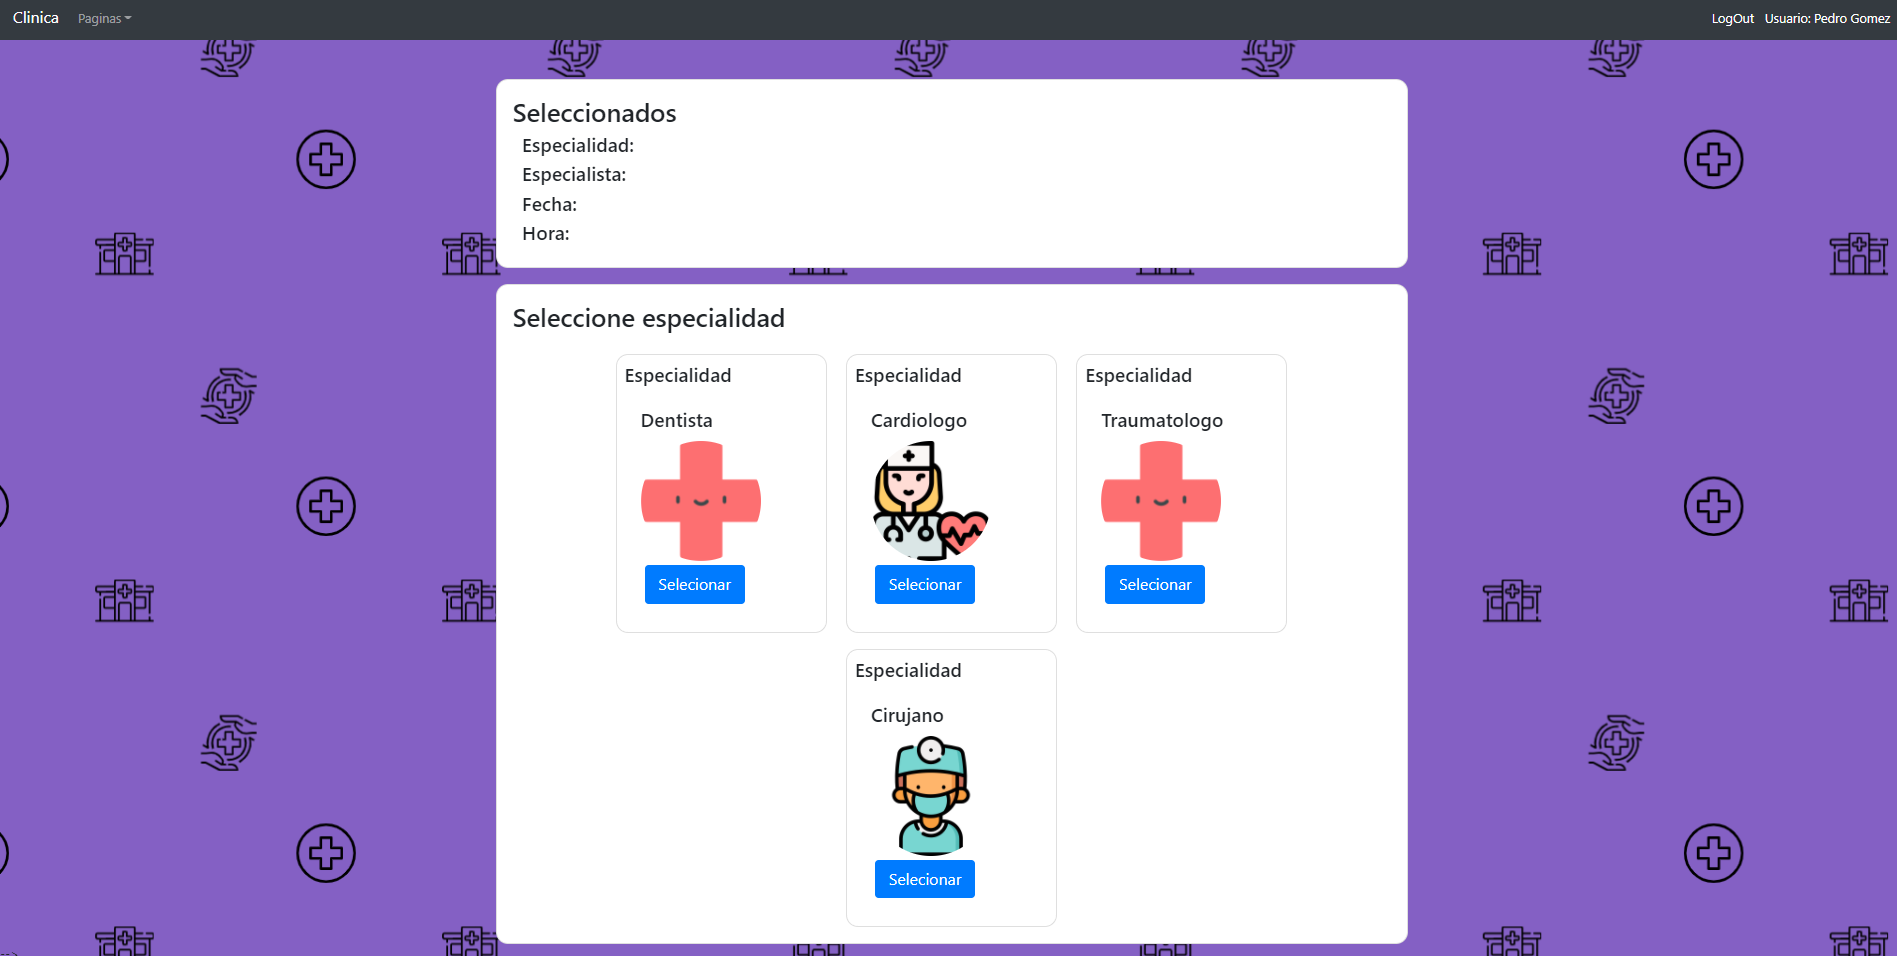 Clinica Paginas LogOut Usuario: Pedro Gomez
Seleccionados
Especialidad:
Especialista:
Fecha:
Hora:
Seleccione especialidad
Especialidad
Dentista
Selecionar
Especialidad
Cardiologo
Selecionar
Especialidad
Traumatologo
Selecionar
Especialidad
Cirujano
Selecionar